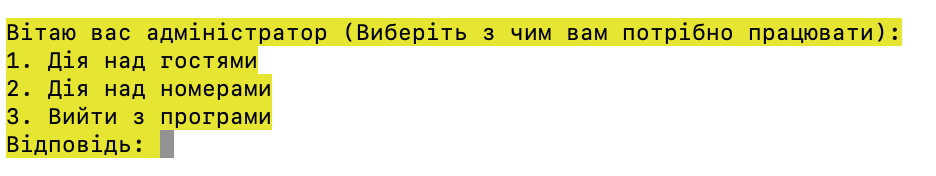 Вітаю вас адміністратор (Виберіть з чим вам потрібно працювати):
1. Дія над гостями
2. Дія над номерами
3. Вийти з програми
Відповідь: